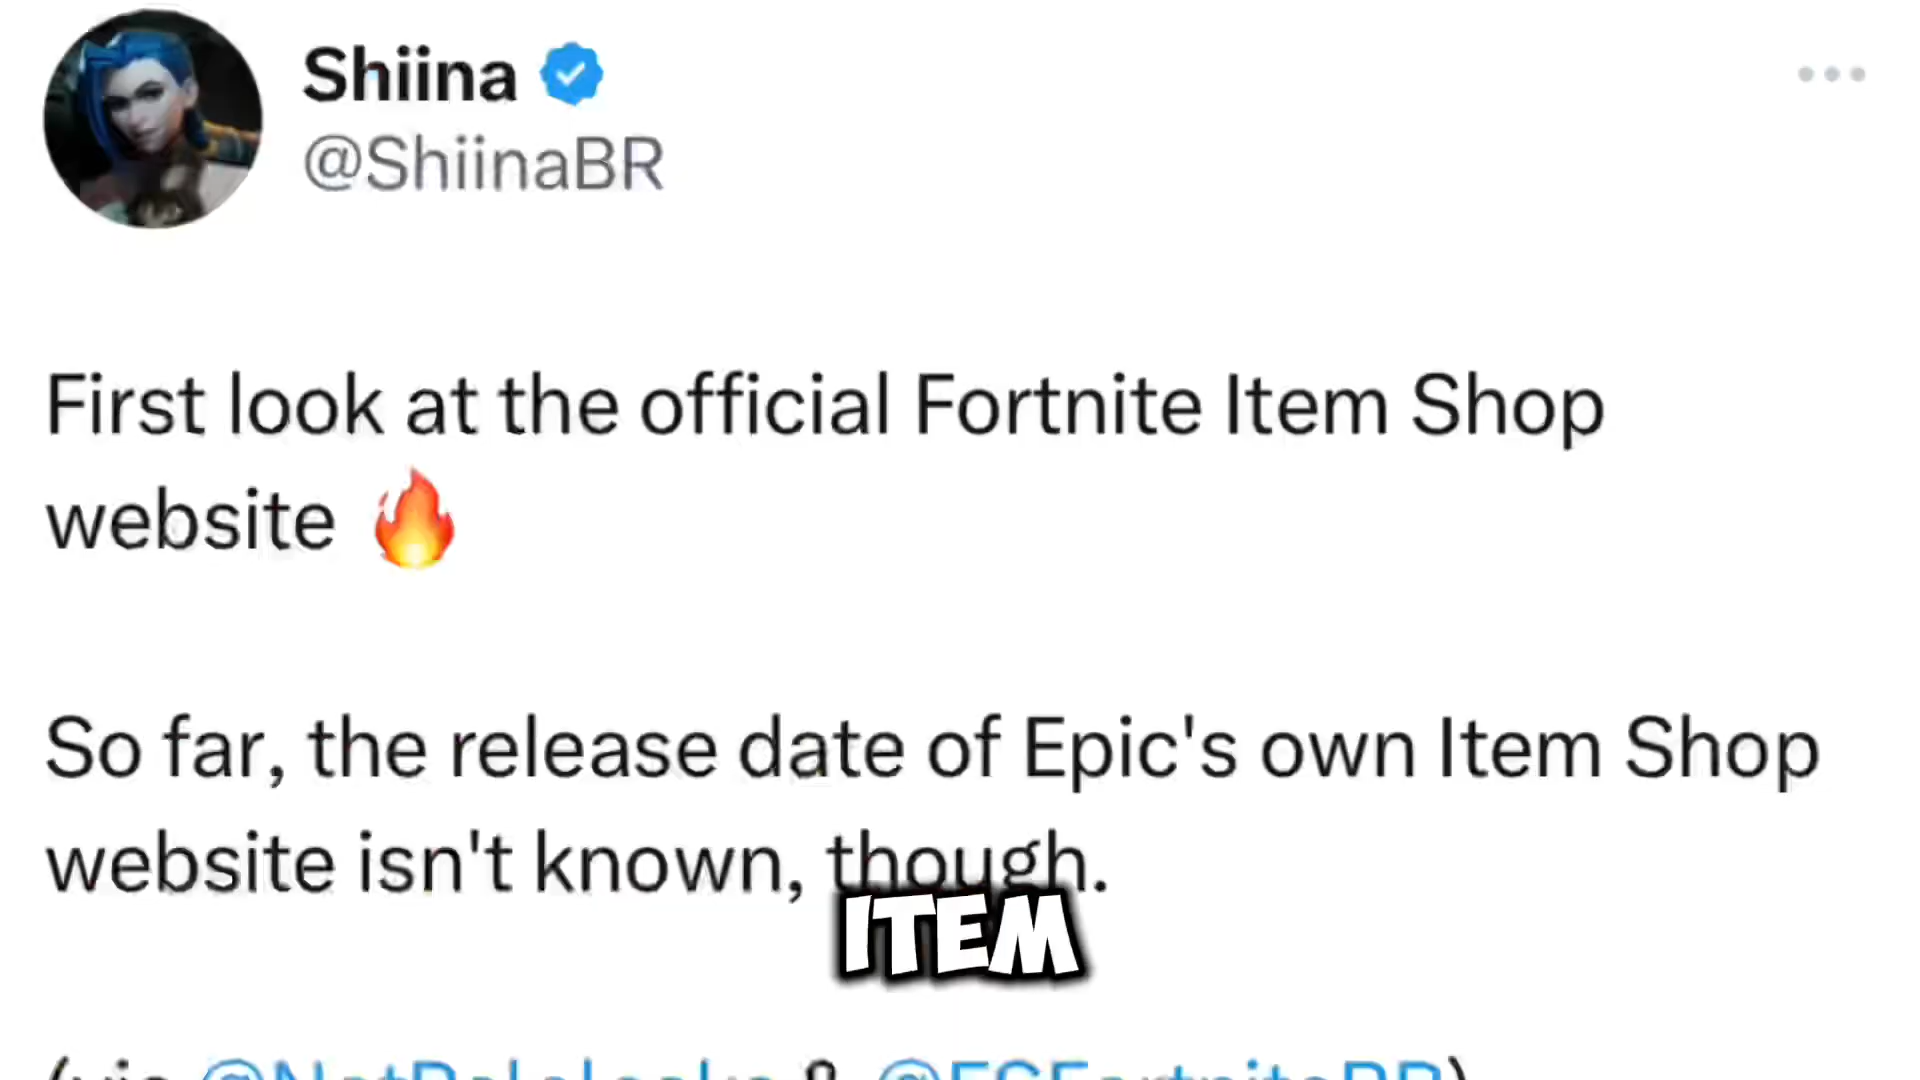 Shiina
@ShiinaBR
First look at the official Fortnite Item Shop
website 🔥
So far, the release date of Epic's own Item Shop
website isn't known, though.
ITEM
(via